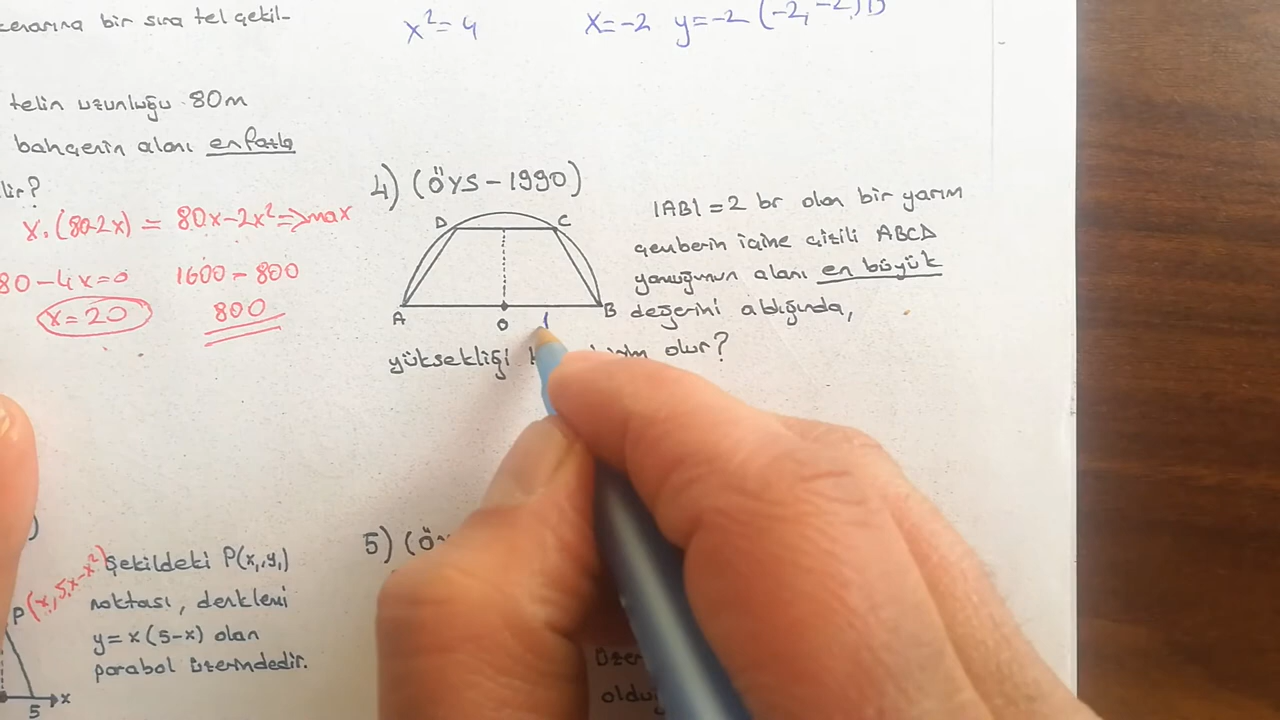 kenarına bir sıra tel çekil-
telin uzunluğu 80m
bahçenin alanı en fazla
x.(80-2x) = 80x-2x² => max
80-4x=0 1600-800
x=20 800
x²=4 x=-2 y=-2 (-2,-2)
4) (ÖYS-1990)
D C
A O B
1
|AB| = 2 br olan bir yarım
çemberin içine çizili ABCD
yamuğunun alanı en büyük
değerini aldığında,
yüksekliği olur?
P(x,5x-x²)
Şekildeki P(x,y)
noktası, denklemi
y=x(5-x) olan
parabol üzerindedir.
5 x
5)